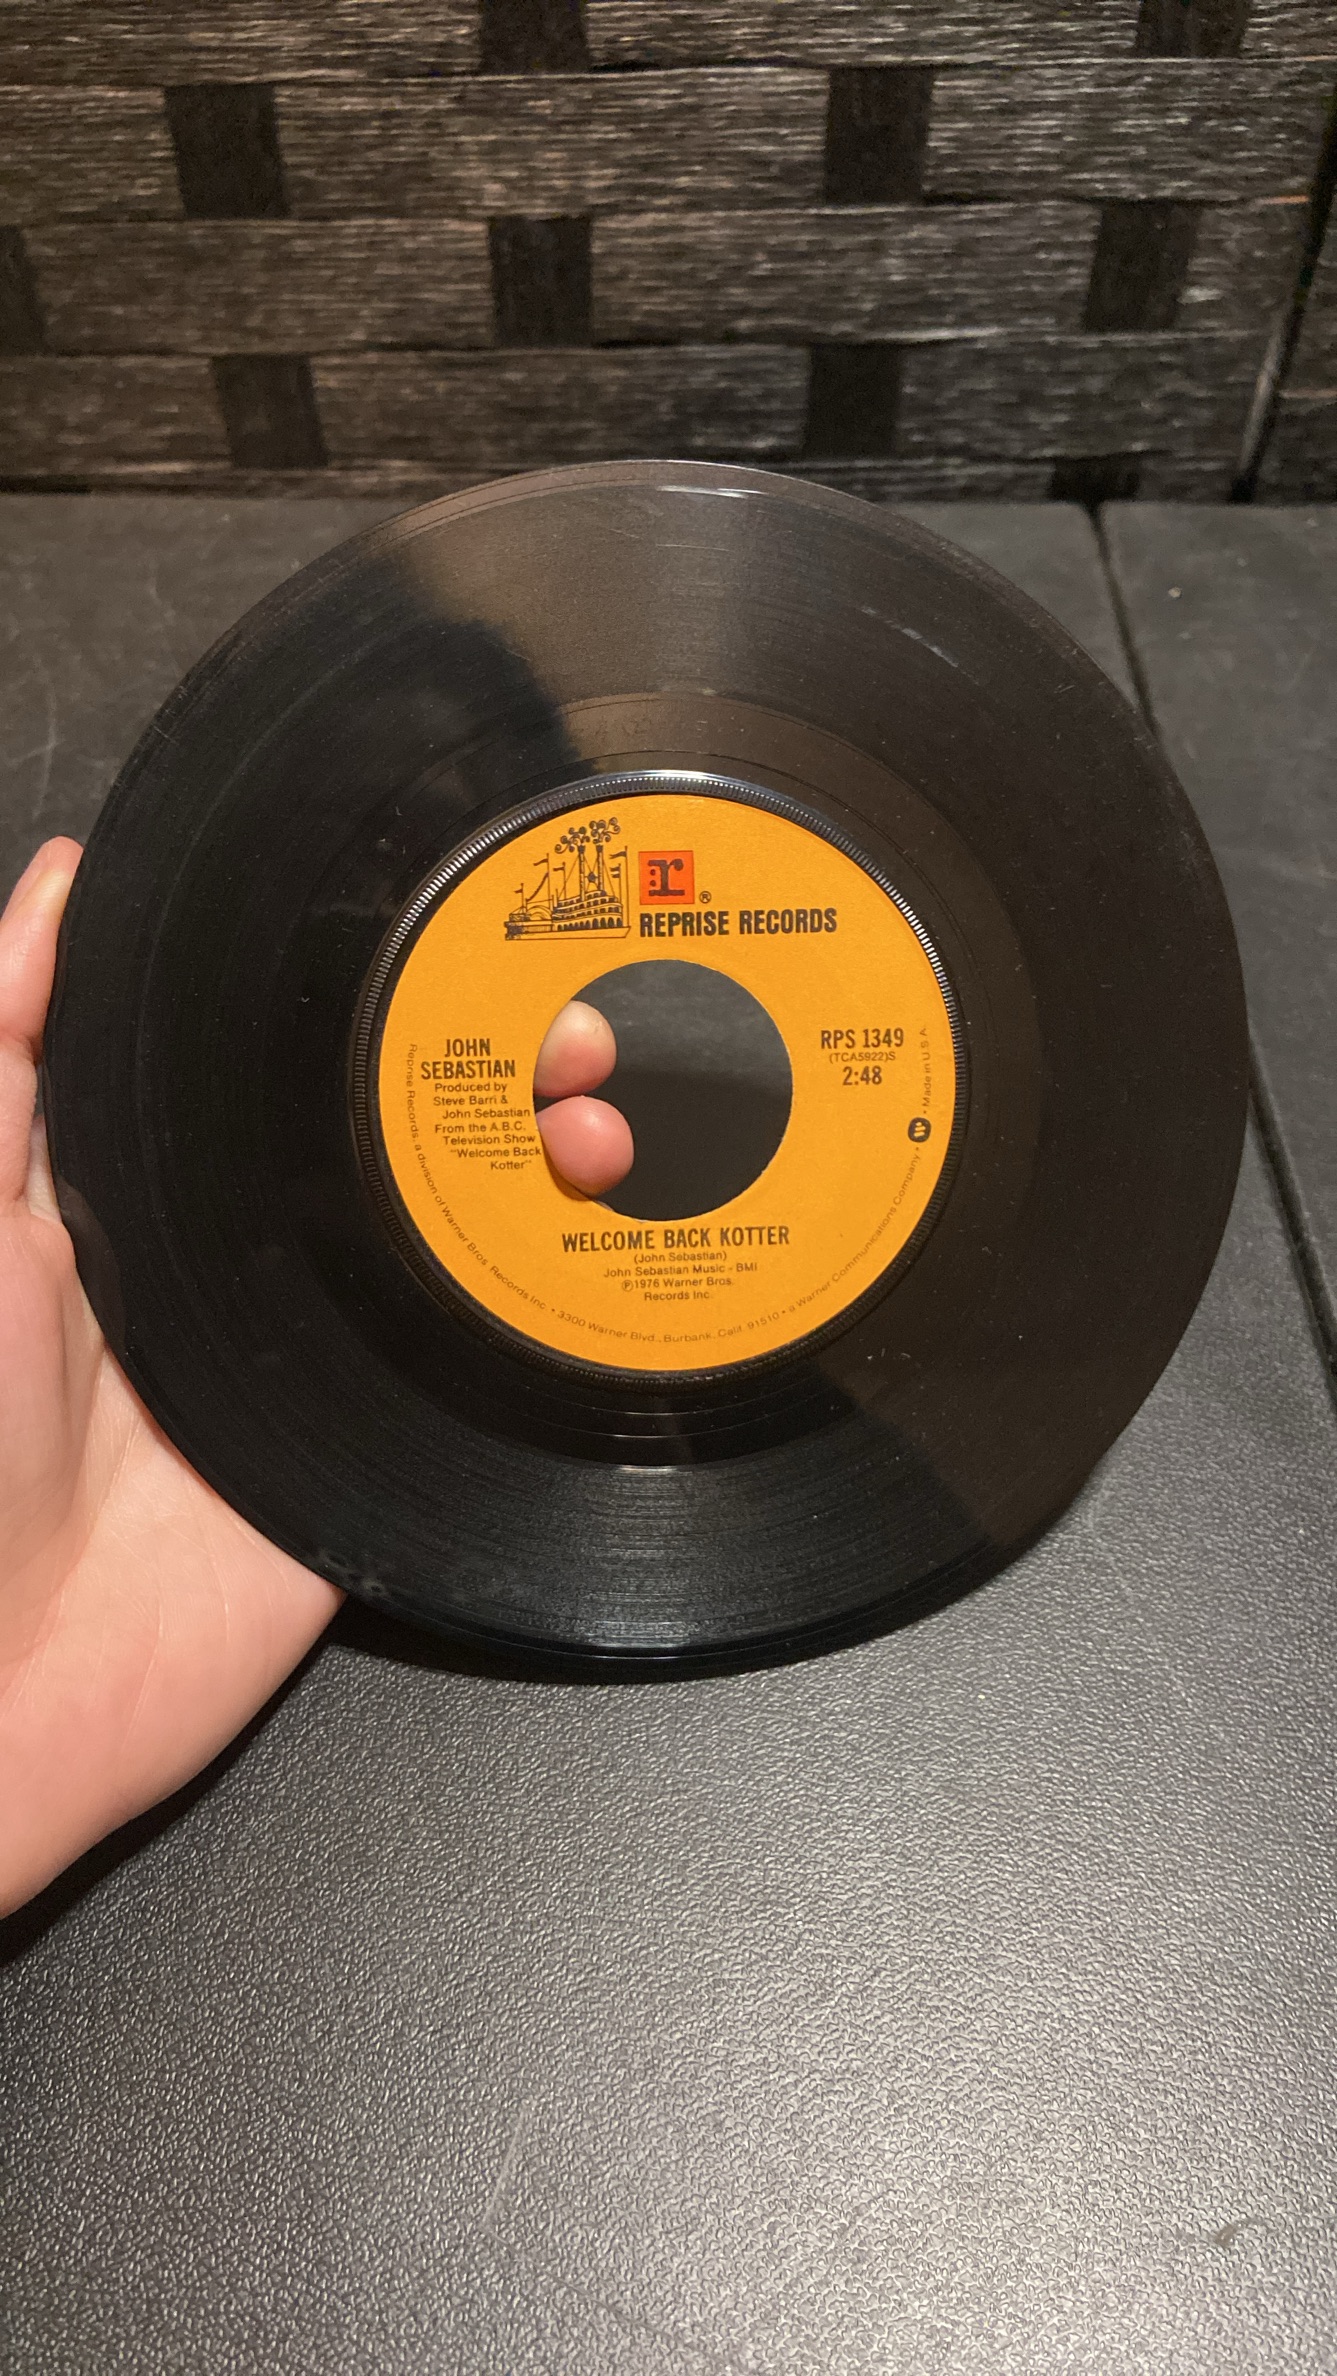 r ®
REPRISE RECORDS
JOHN
SEBASTIAN
Produced by
Steve Barri &
John Sebastian
From the A.B.C.
Television Show
"Welcome Back
Kotter"
RPS 1349
(TCA5922)S
2:48
WELCOME BACK KOTTER
(John Sebastian)
John Sebastian Music - BMI
℗1976 Warner Bros.
Records Inc.
Reprise Records, a division of Warner Bros. Records Inc. • 3300 Warner Blvd., Burbank, Calif. 91510 • a Warner Communications Company • W • Made in U.S.A.